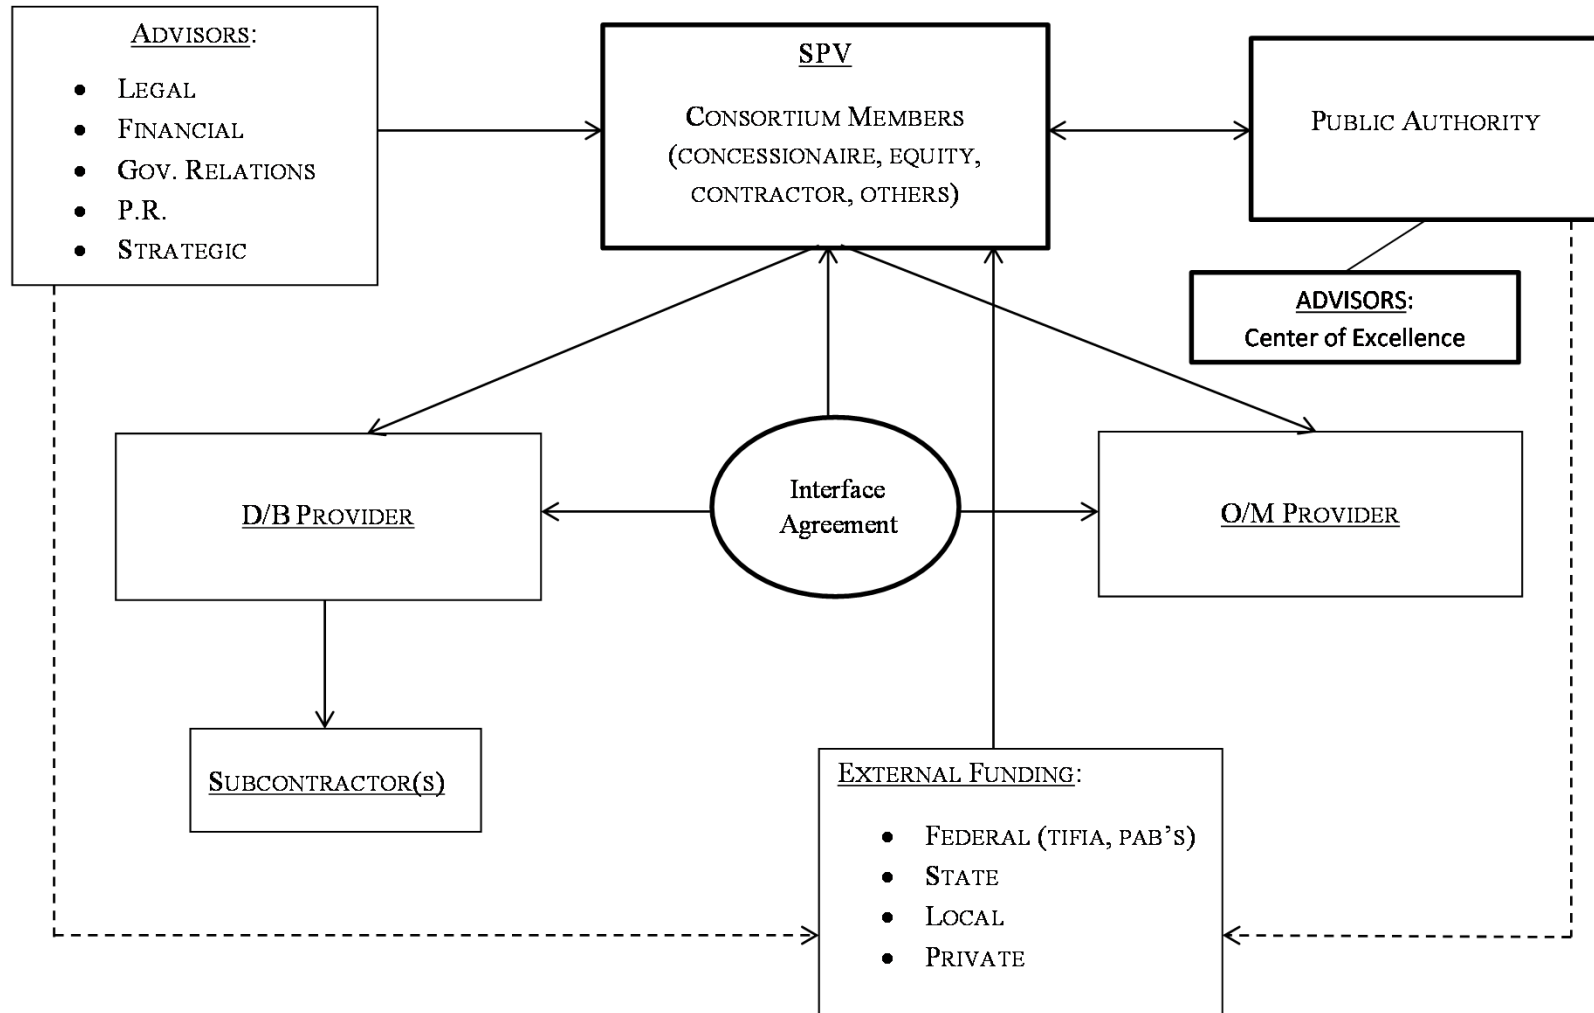 ADVISORS:
• LEGAL
• FINANCIAL
• GOV. RELATIONS
• P.R.
• STRATEGIC
SPV
CONSORTIUM MEMBERS
(CONCESSIONAIRE, EQUITY,
CONTRACTOR, OTHERS)
PUBLIC AUTHORITY
ADVISORS:
Center of Excellence
D/B PROVIDER
Interface
Agreement
O/M PROVIDER
SUBCONTRACTOR(S)
EXTERNAL FUNDING:
• FEDERAL (TIFIA, PAB'S)
• STATE
• LOCAL
• PRIVATE